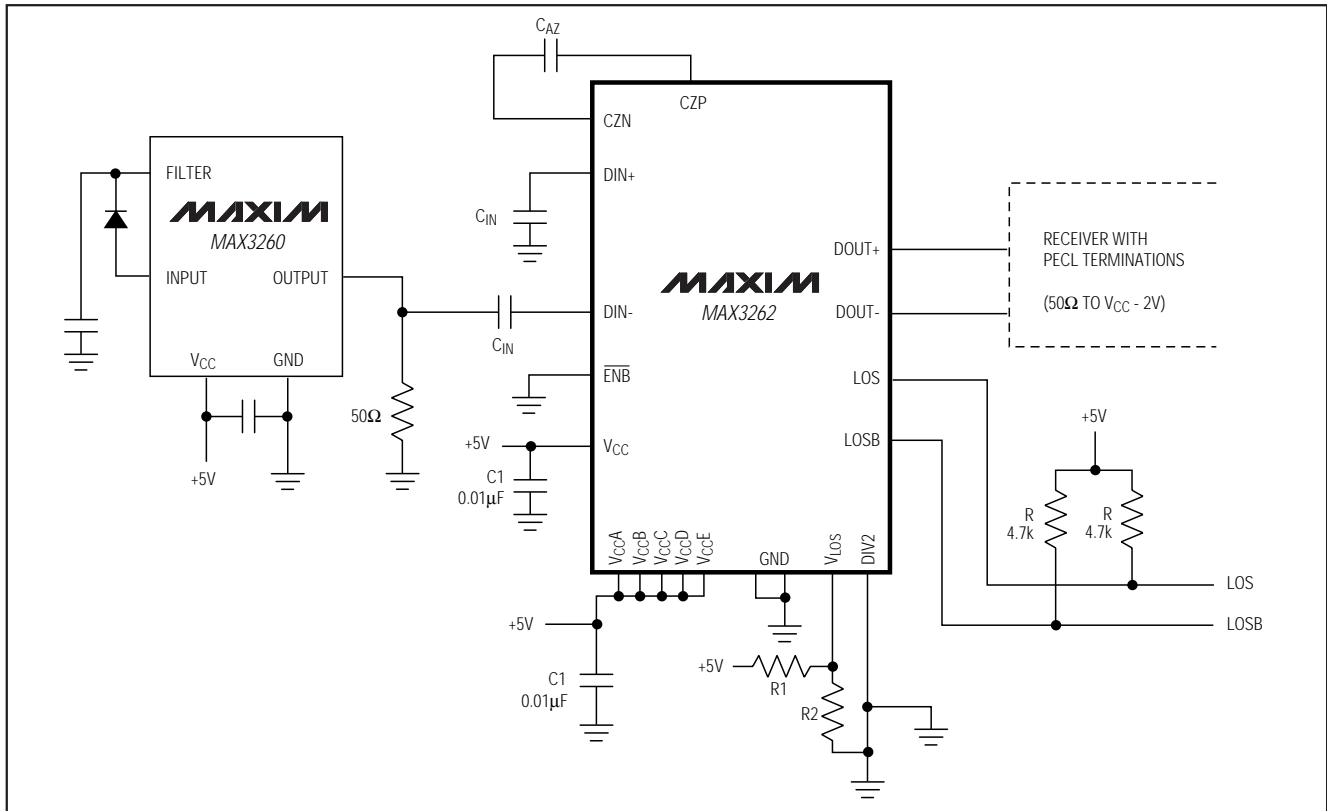 C_AZ
CZP
CZN
FILTER
MAXIM
MAX3260
INPUT
OUTPUT
V_CC
GND
+5V
50Ω
DIN+
C_IN
DIN-
C_IN
E̅N̅B̅
+5V
V_CC
C1
0.01μF
MAXIM
MAX3262
DOUT+
DOUT-
LOS
LOSB
RECEIVER WITH
PECL TERMINATIONS
(50Ω TO V_CC - 2V)
+5V
R
4.7k
R
4.7k
V_CCA
V_CCB
V_CCC
V_CCD
V_CCE
GND
V_LOS
DIV2
LOS
LOSB
+5V
C1
0.01μF
+5V
R1
R2